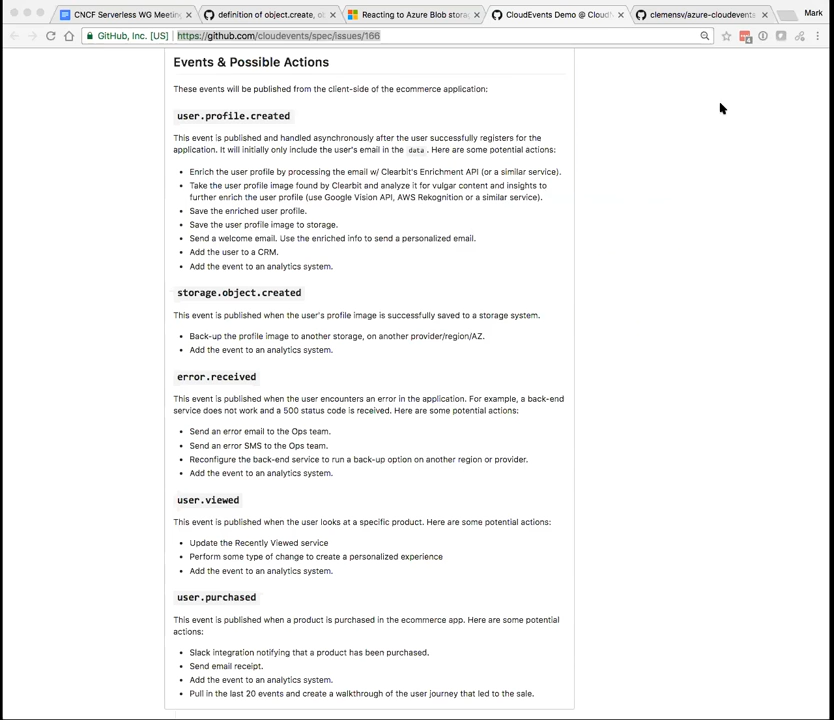 CNCF Serverless WG Meeting
definition of object.create, o
Reacting to Azure Blob stora
CloudEvents Demo @ CloudN
clemensv/azure-cloudevents
Mark
GitHub, Inc. [US]
https://github.com/cloudevents/spec/issues/166
Events & Possible Actions
These events will be published from the client-side of the ecommerce application:
user.profile.created
This event is published and handled asynchronously after the user successfully registers for the
application. It will initially only include the user's email in the data. Here are some potential actions:
• Enrich the user profile by processing the email w/ Clearbit's Enrichment API (or a similar service).
• Take the user profile image found by Clearbit and analyze it for vulgar content and insights to
further enrich the user profile (use Google Vision API, AWS Rekognition or a similar service).
• Save the enriched user profile.
• Save the user profile image to storage.
• Send a welcome email. Use the enriched info to send a personalized email.
• Add the user to a CRM.
• Add the event to an analytics system.
storage.object.created
This event is published when the user's profile image is successfully saved to a storage system.
• Back-up the profile image to another storage, on another provider/region/AZ.
• Add the event to an analytics system.
error.received
This event is published when the user encounters an error in the application. For example, a back-end
service does not work and a 500 status code is received. Here are some potential actions:
• Send an error email to the Ops team.
• Send an error SMS to the Ops team.
• Reconfigure the back-end service to run a back-up option on another region or provider.
• Add the event to an analytics system.
user.viewed
This event is published when the user looks at a specific product. Here are some potential actions:
• Update the Recently Viewed service
• Perform some type of change to create a personalized experience
• Add the event to an analytics system.
user.purchased
This event is published when a product is purchased in the ecommerce app. Here are some potential
actions:
• Slack integration notifying that a product has been purchased.
• Send email receipt.
• Add the event to an analytics system.
• Pull in the last 20 events and create a walkthrough of the user journey that led to the sale.